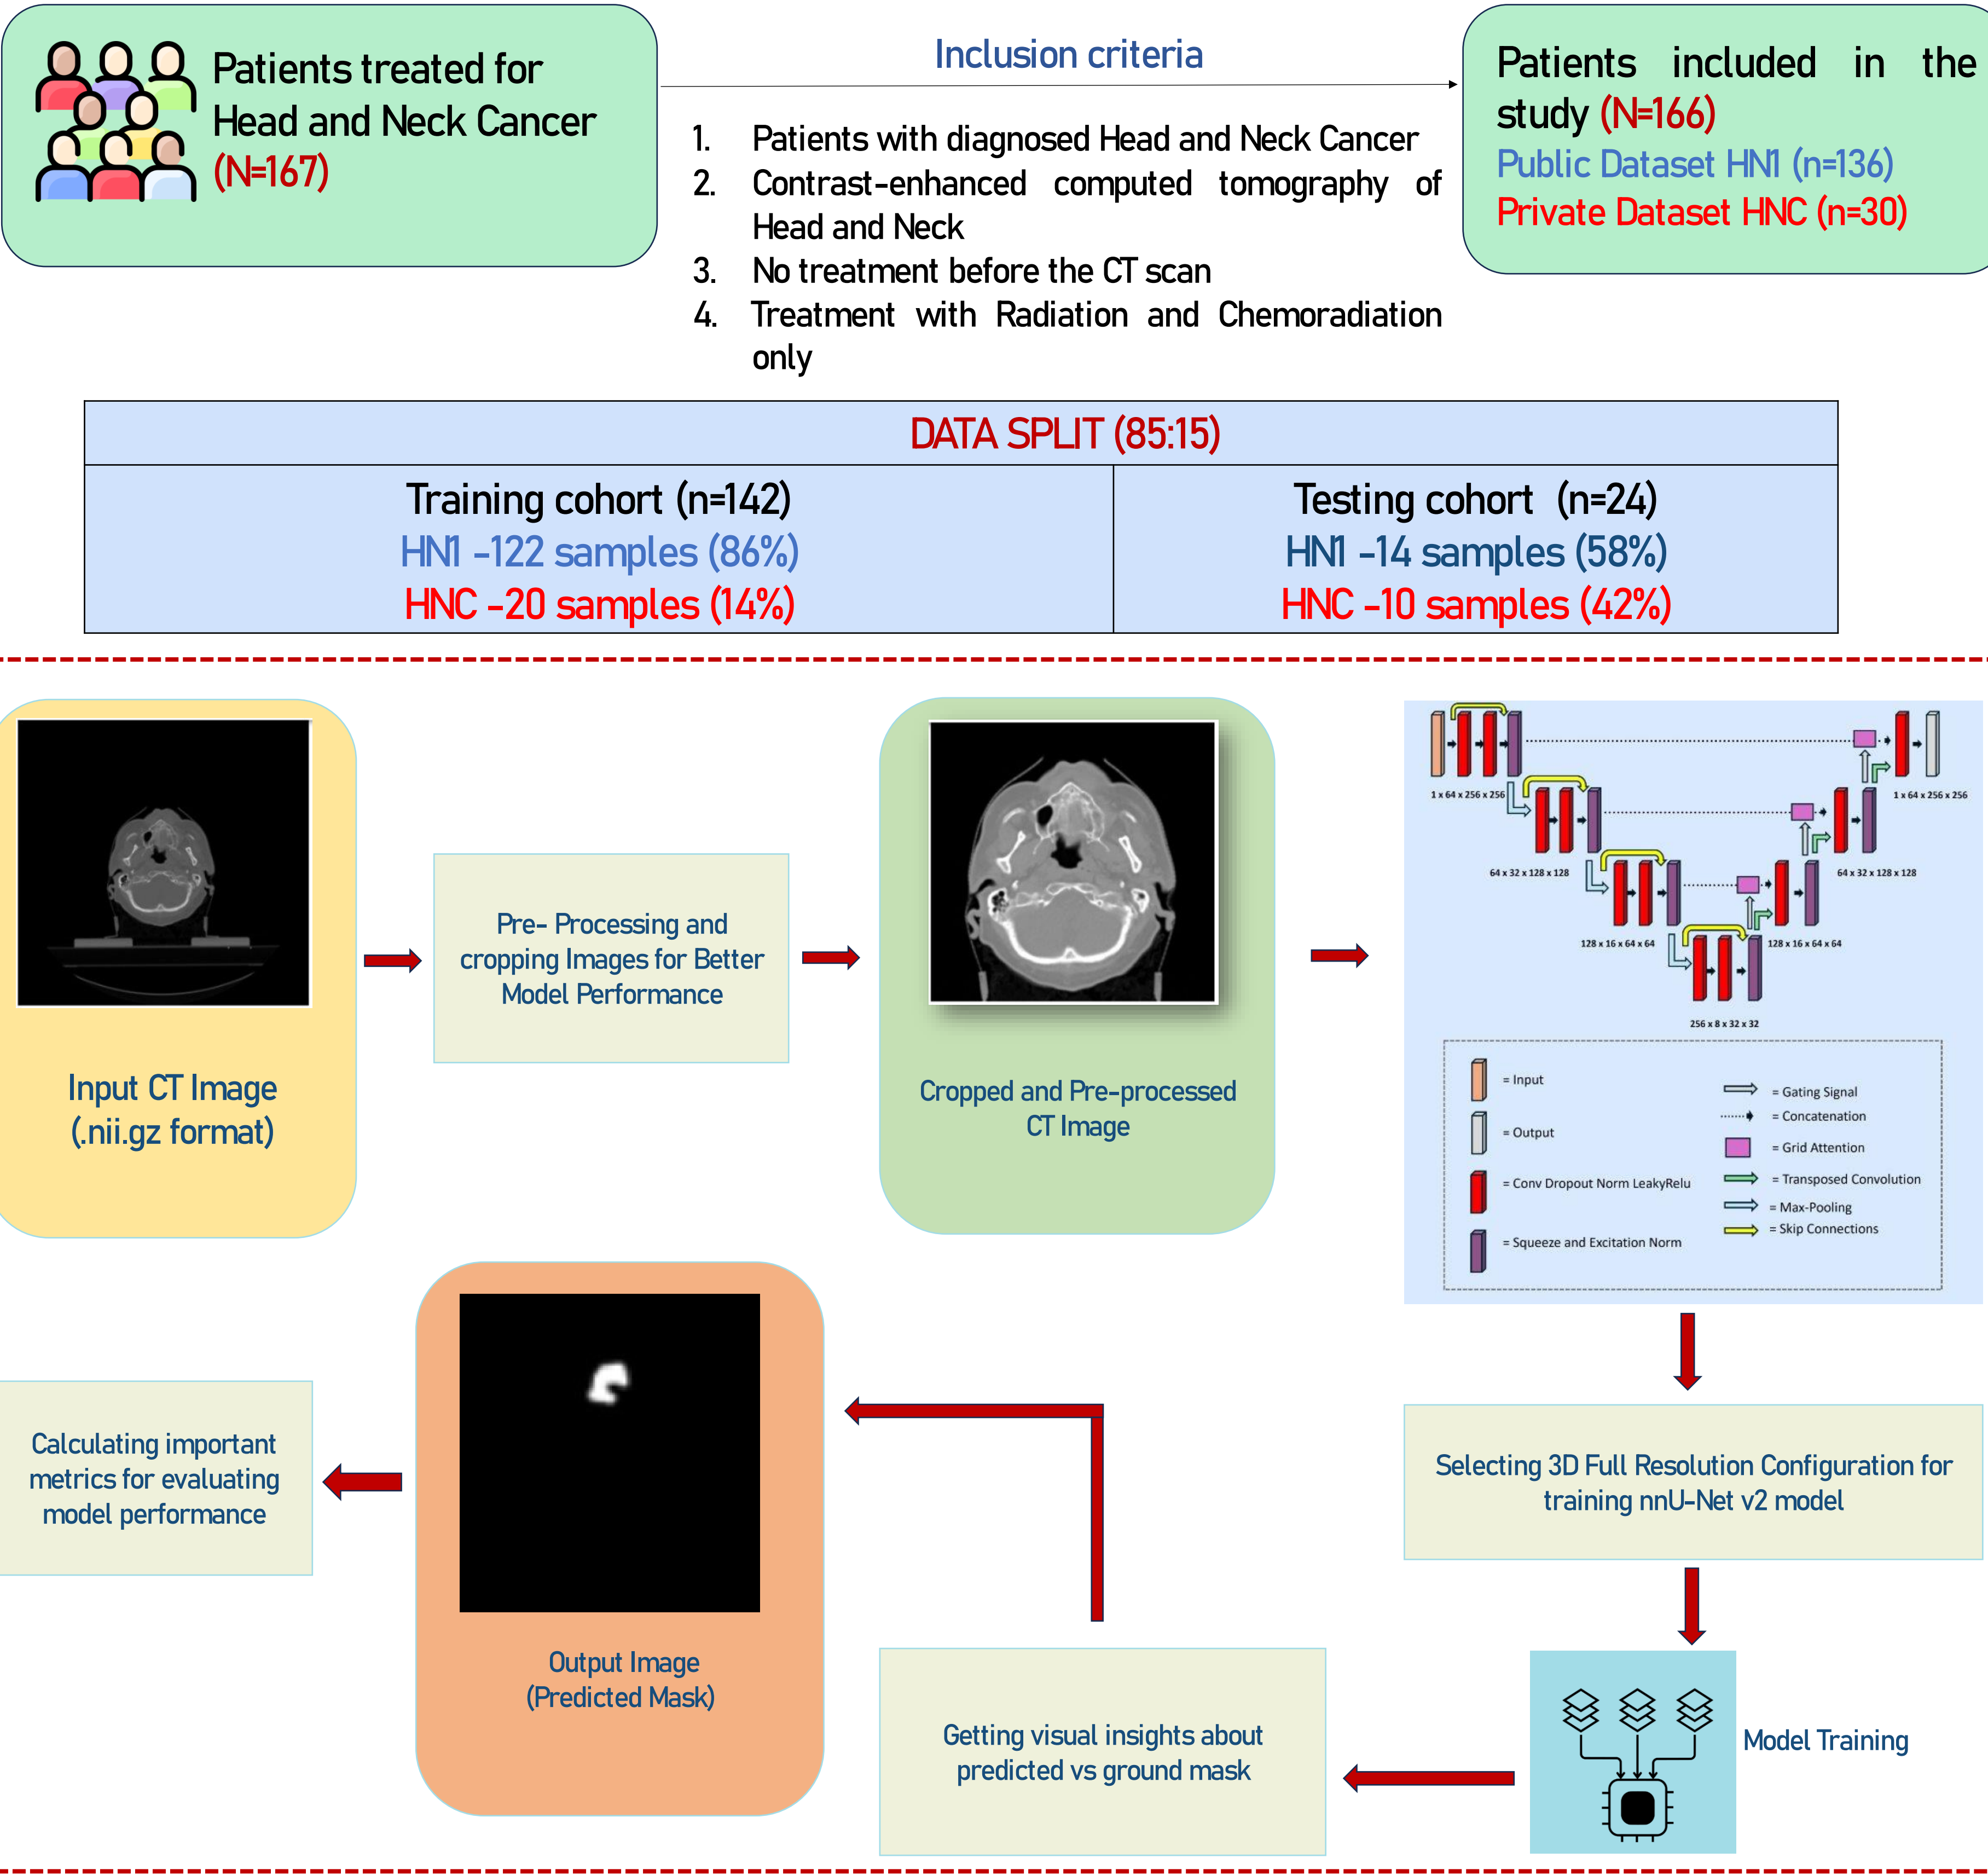 Patients treated for
Head and Neck Cancer
(N=167)
Inclusion criteria
1. Patients with diagnosed Head and Neck Cancer
2. Contrast-enhanced computed tomography of
Head and Neck
3. No treatment before the CT scan
4. Treatment with Radiation and Chemoradiation
only
Patients included in the
study (N=166)
Public Dataset HN1 (n=136)
Private Dataset HNC (n=30)
DATA SPLIT (85:15)
Training cohort (n=142)
HN1 -122 samples (86%)
HNC -20 samples (14%)
Testing cohort (n=24)
HN1 -14 samples (58%)
HNC -10 samples (42%)
Input CT Image
(.nii.gz format)
Pre- Processing and
cropping Images for Better
Model Performance
Cropped and Pre-processed
CT Image
1 x 64 x 256 x 256
1 x 64 x 256 x 256
64 x 32 x 128 x 128
64 x 32 x 128 x 128
128 x 16 x 64 x 64
128 x 16 x 64 x 64
256 x 8 x 32 x 32
= Input
= Output
= Conv Dropout Norm LeakyRelu
= Squeeze and Excitation Norm
= Gating Signal
= Concatenation
= Grid Attention
= Transposed Convolution
= Max-Pooling
= Skip Connections
Selecting 3D Full Resolution Configuration for
training nnU-Net v2 model
Model Training
Getting visual insights about
predicted vs ground mask
Output Image
(Predicted Mask)
Calculating important
metrics for evaluating
model performance